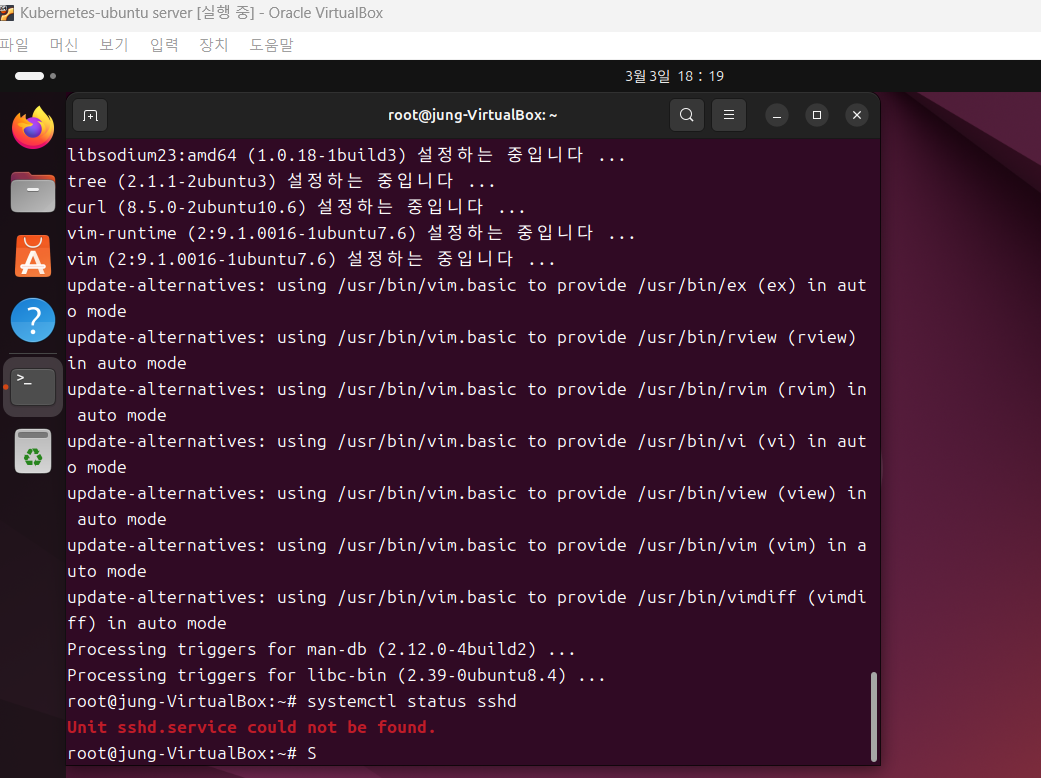 Kubernetes-ubuntu server [실행 중] - Oracle VirtualBox
파일 머신 보기 입력 장치 도움말
3월 3일 18 : 19
root@jung-VirtualBox: ~
libsodium23:amd64 (1.0.18-1build3) 설정하는 중입니다 ...
tree (2.1.1-2ubuntu3) 설정하는 중입니다 ...
curl (8.5.0-2ubuntu10.6) 설정하는 중입니다 ...
vim-runtime (2:9.1.0016-1ubuntu7.6) 설정하는 중입니다 ...
vim (2:9.1.0016-1ubuntu7.6) 설정하는 중입니다 ...
update-alternatives: using /usr/bin/vim.basic to provide /usr/bin/ex (ex) in aut
o mode
update-alternatives: using /usr/bin/vim.basic to provide /usr/bin/rview (rview)
in auto mode
update-alternatives: using /usr/bin/vim.basic to provide /usr/bin/rvim (rvim) in
 auto mode
update-alternatives: using /usr/bin/vim.basic to provide /usr/bin/vi (vi) in aut
o mode
update-alternatives: using /usr/bin/vim.basic to provide /usr/bin/view (view) in
 auto mode
update-alternatives: using /usr/bin/vim.basic to provide /usr/bin/vim (vim) in a
uto mode
update-alternatives: using /usr/bin/vim.basic to provide /usr/bin/vimdiff (vimdi
ff) in auto mode
Processing triggers for man-db (2.12.0-4build2) ...
Processing triggers for libc-bin (2.39-0ubuntu8.4) ...
root@jung-VirtualBox:~# systemctl status sshd
Unit sshd.service could not be found.
root@jung-VirtualBox:~# S